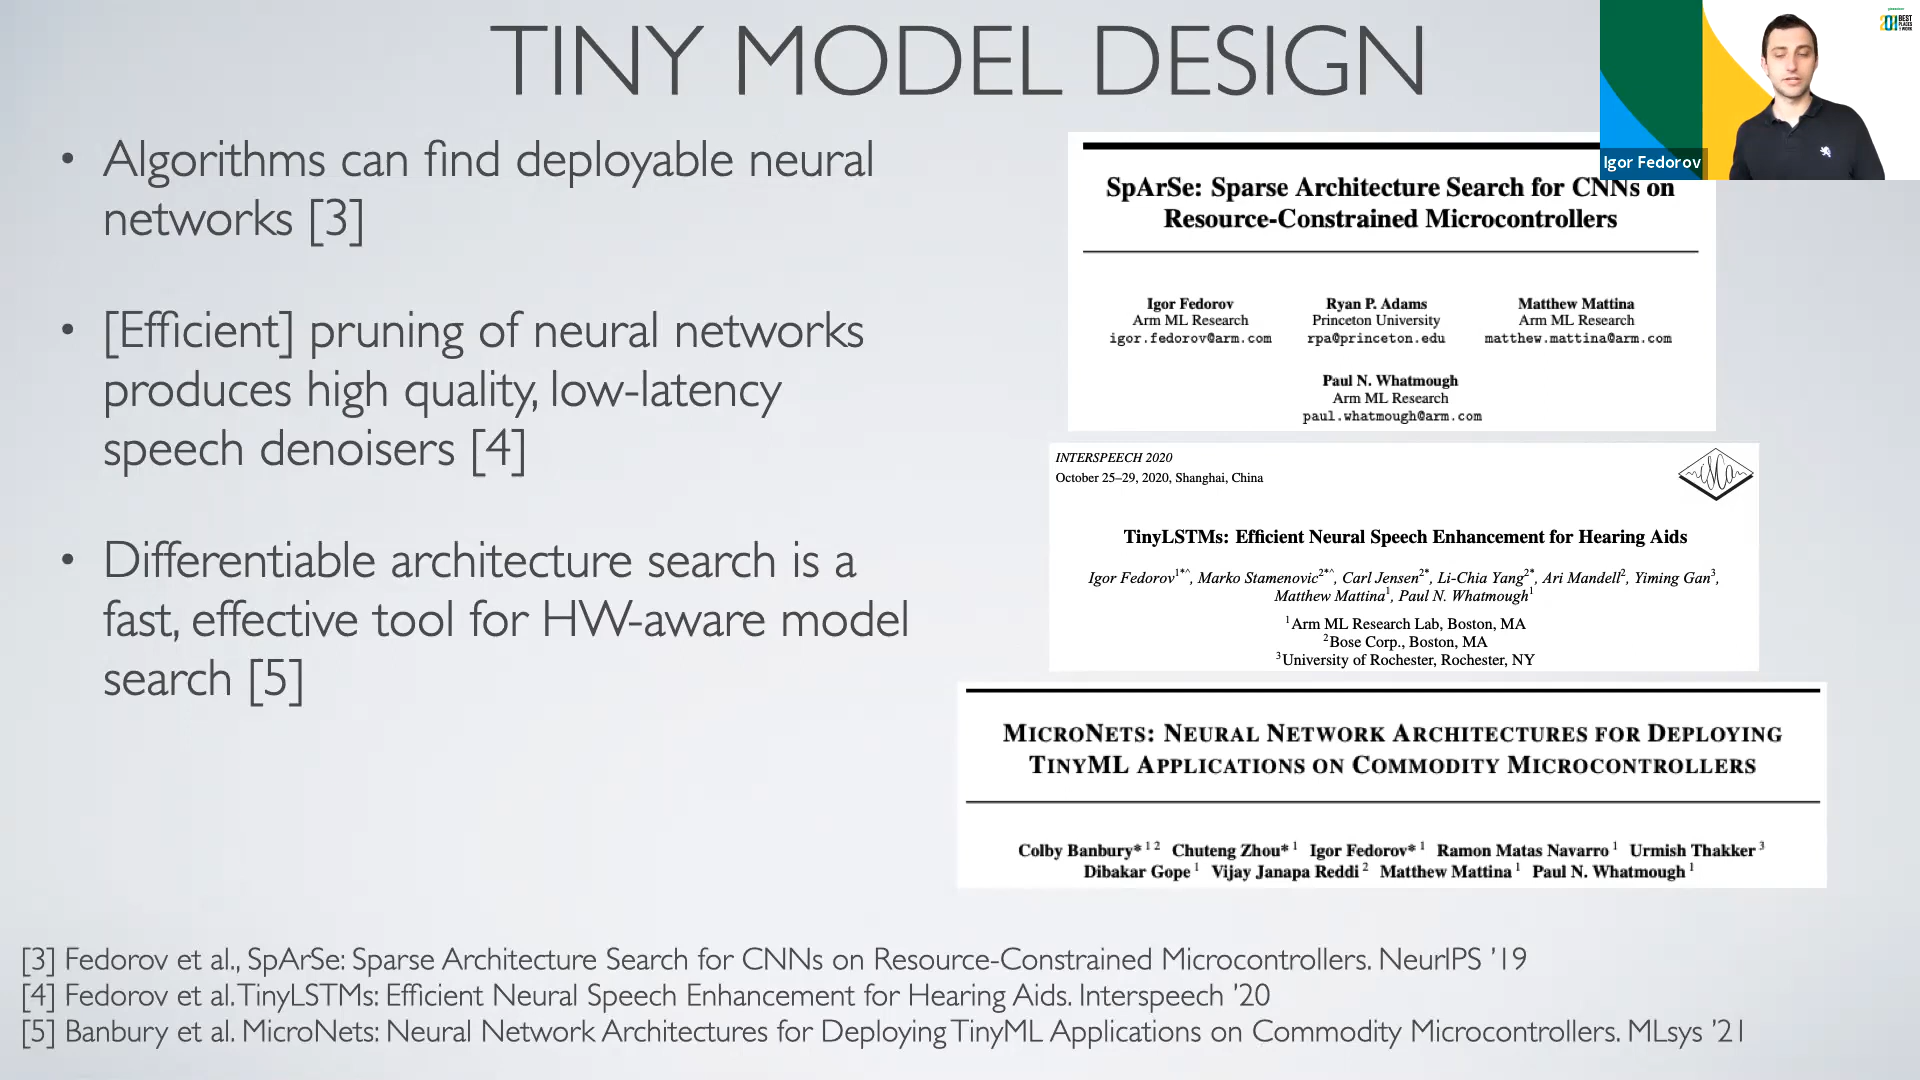 TINY MODEL DESIGN
• Algorithms can find deployable neural
networks [3]
• [Efficient] pruning of neural networks
produces high quality, low-latency
speech denoisers [4]
• Differentiable architecture search is a
fast, effective tool for HW-aware model
search [5]
Igor Fedorov
SpArSe: Sparse Architecture Search for CNNs on
Resource-Constrained Microcontrollers
Igor Fedorov
Arm ML Research
igor.fedorov@arm.com
Ryan P. Adams
Princeton University
rpa@princeton.edu
Matthew Mattina
Arm ML Research
matthew.mattina@arm.com
Paul N. Whatmough
Arm ML Research
paul.whatmough@arm.com
INTERSPEECH 2020
October 25–29, 2020, Shanghai, China
TinyLSTMs: Efficient Neural Speech Enhancement for Hearing Aids
Igor Fedorov1*^, Marko Stamenovic2*^, Carl Jensen2*, Li-Chia Yang2*, Ari Mandell2, Yiming Gan3,
Matthew Mattina1, Paul N. Whatmough1
1Arm ML Research Lab, Boston, MA
2Bose Corp., Boston, MA
3University of Rochester, Rochester, NY
MICRONETS: NEURAL NETWORK ARCHITECTURES FOR DEPLOYING
TINYML APPLICATIONS ON COMMODITY MICROCONTROLLERS
Colby Banbury* 1 2 Chuteng Zhou* 1 Igor Fedorov* 1 Ramon Matas Navarro 1 Urmish Thakker 3
Dibakar Gope 1 Vijay Janapa Reddi 2 Matthew Mattina 1 Paul N. Whatmough 1
[3] Fedorov et al., SpArSe: Sparse Architecture Search for CNNs on Resource-Constrained Microcontrollers. NeurIPS ’19
[4] Fedorov et al. TinyLSTMs: Efficient Neural Speech Enhancement for Hearing Aids. Interspeech ’20
[5] Banbury et al. MicroNets: Neural Network Architectures for Deploying TinyML Applications on Commodity Microcontrollers. MLsys ’21